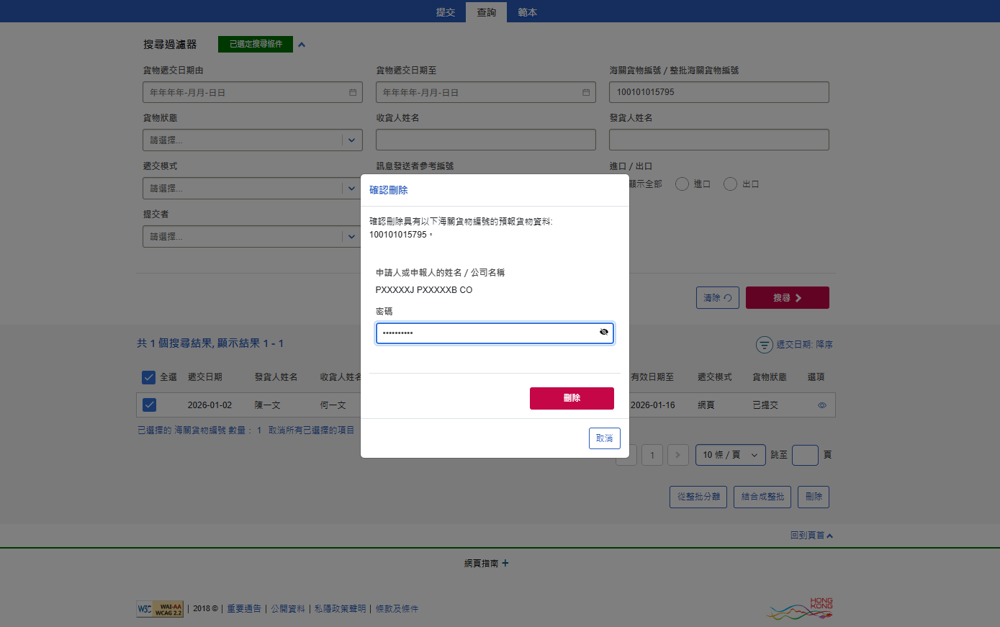 提交 查詢 範本
搜尋過濾器 已選定搜尋條件
貨物遞交日期由 貨物遞交日期至 海關貨物編號 / 整批海關貨物編號
年年年年-月月-日日 年年年年-月月-日日 100101015795
貨物狀態 收貨人姓名 發貨人姓名
請選擇...
遞交模式 訊息發送者參考編號 進口 / 出口
請選擇... 顯示全部 進口 出口
提交者
請選擇...
清除 搜尋
確認刪除
確認刪除具有以下海關貨物編號的預報貨物資料:
100101015795。
申請人或申報人的姓名 / 公司名稱
PXXXXXJ PXXXXXB CO
密碼
••••••••••
刪除
取消
共 1 個搜尋結果, 顯示結果 1 - 1 遞交日期: 降序
全選 遞交日期 發貨人姓名 收貨人姓名 有效日期至 遞交模式 貨物狀態 選項
2026-01-02 陳一文 何一文 2026-01-16 網頁 已提交
已選擇的 海關貨物編號 數量： 1 取消所有已選擇的項目
1 10 條 / 頁 跳至 頁
從整批分離 結合成整批 刪除
回到頁首
網頁指南 +
W3C WAI-AA WCAG 2.2 | 2018 © | 重要通告 | 公開資料 | 私隱政策聲明 | 條款及條件
HONG
KONG